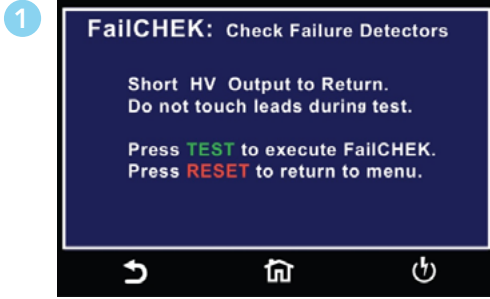 1
FailCHEK: Check Failure Detectors
Short HV Output to Return.
Do not touch leads during test.
Press TEST to execute FailCHEK.
Press RESET to return to menu.